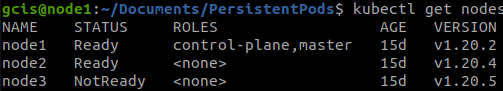 gcis@node1:~/Documents/PersistentPods$ kubectl get nodes
NAME STATUS ROLES AGE VERSION
node1 Ready control-plane,master 15d v1.20.2
node2 Ready <none> 15d v1.20.4
node3 NotReady <none> 15d v1.20.5